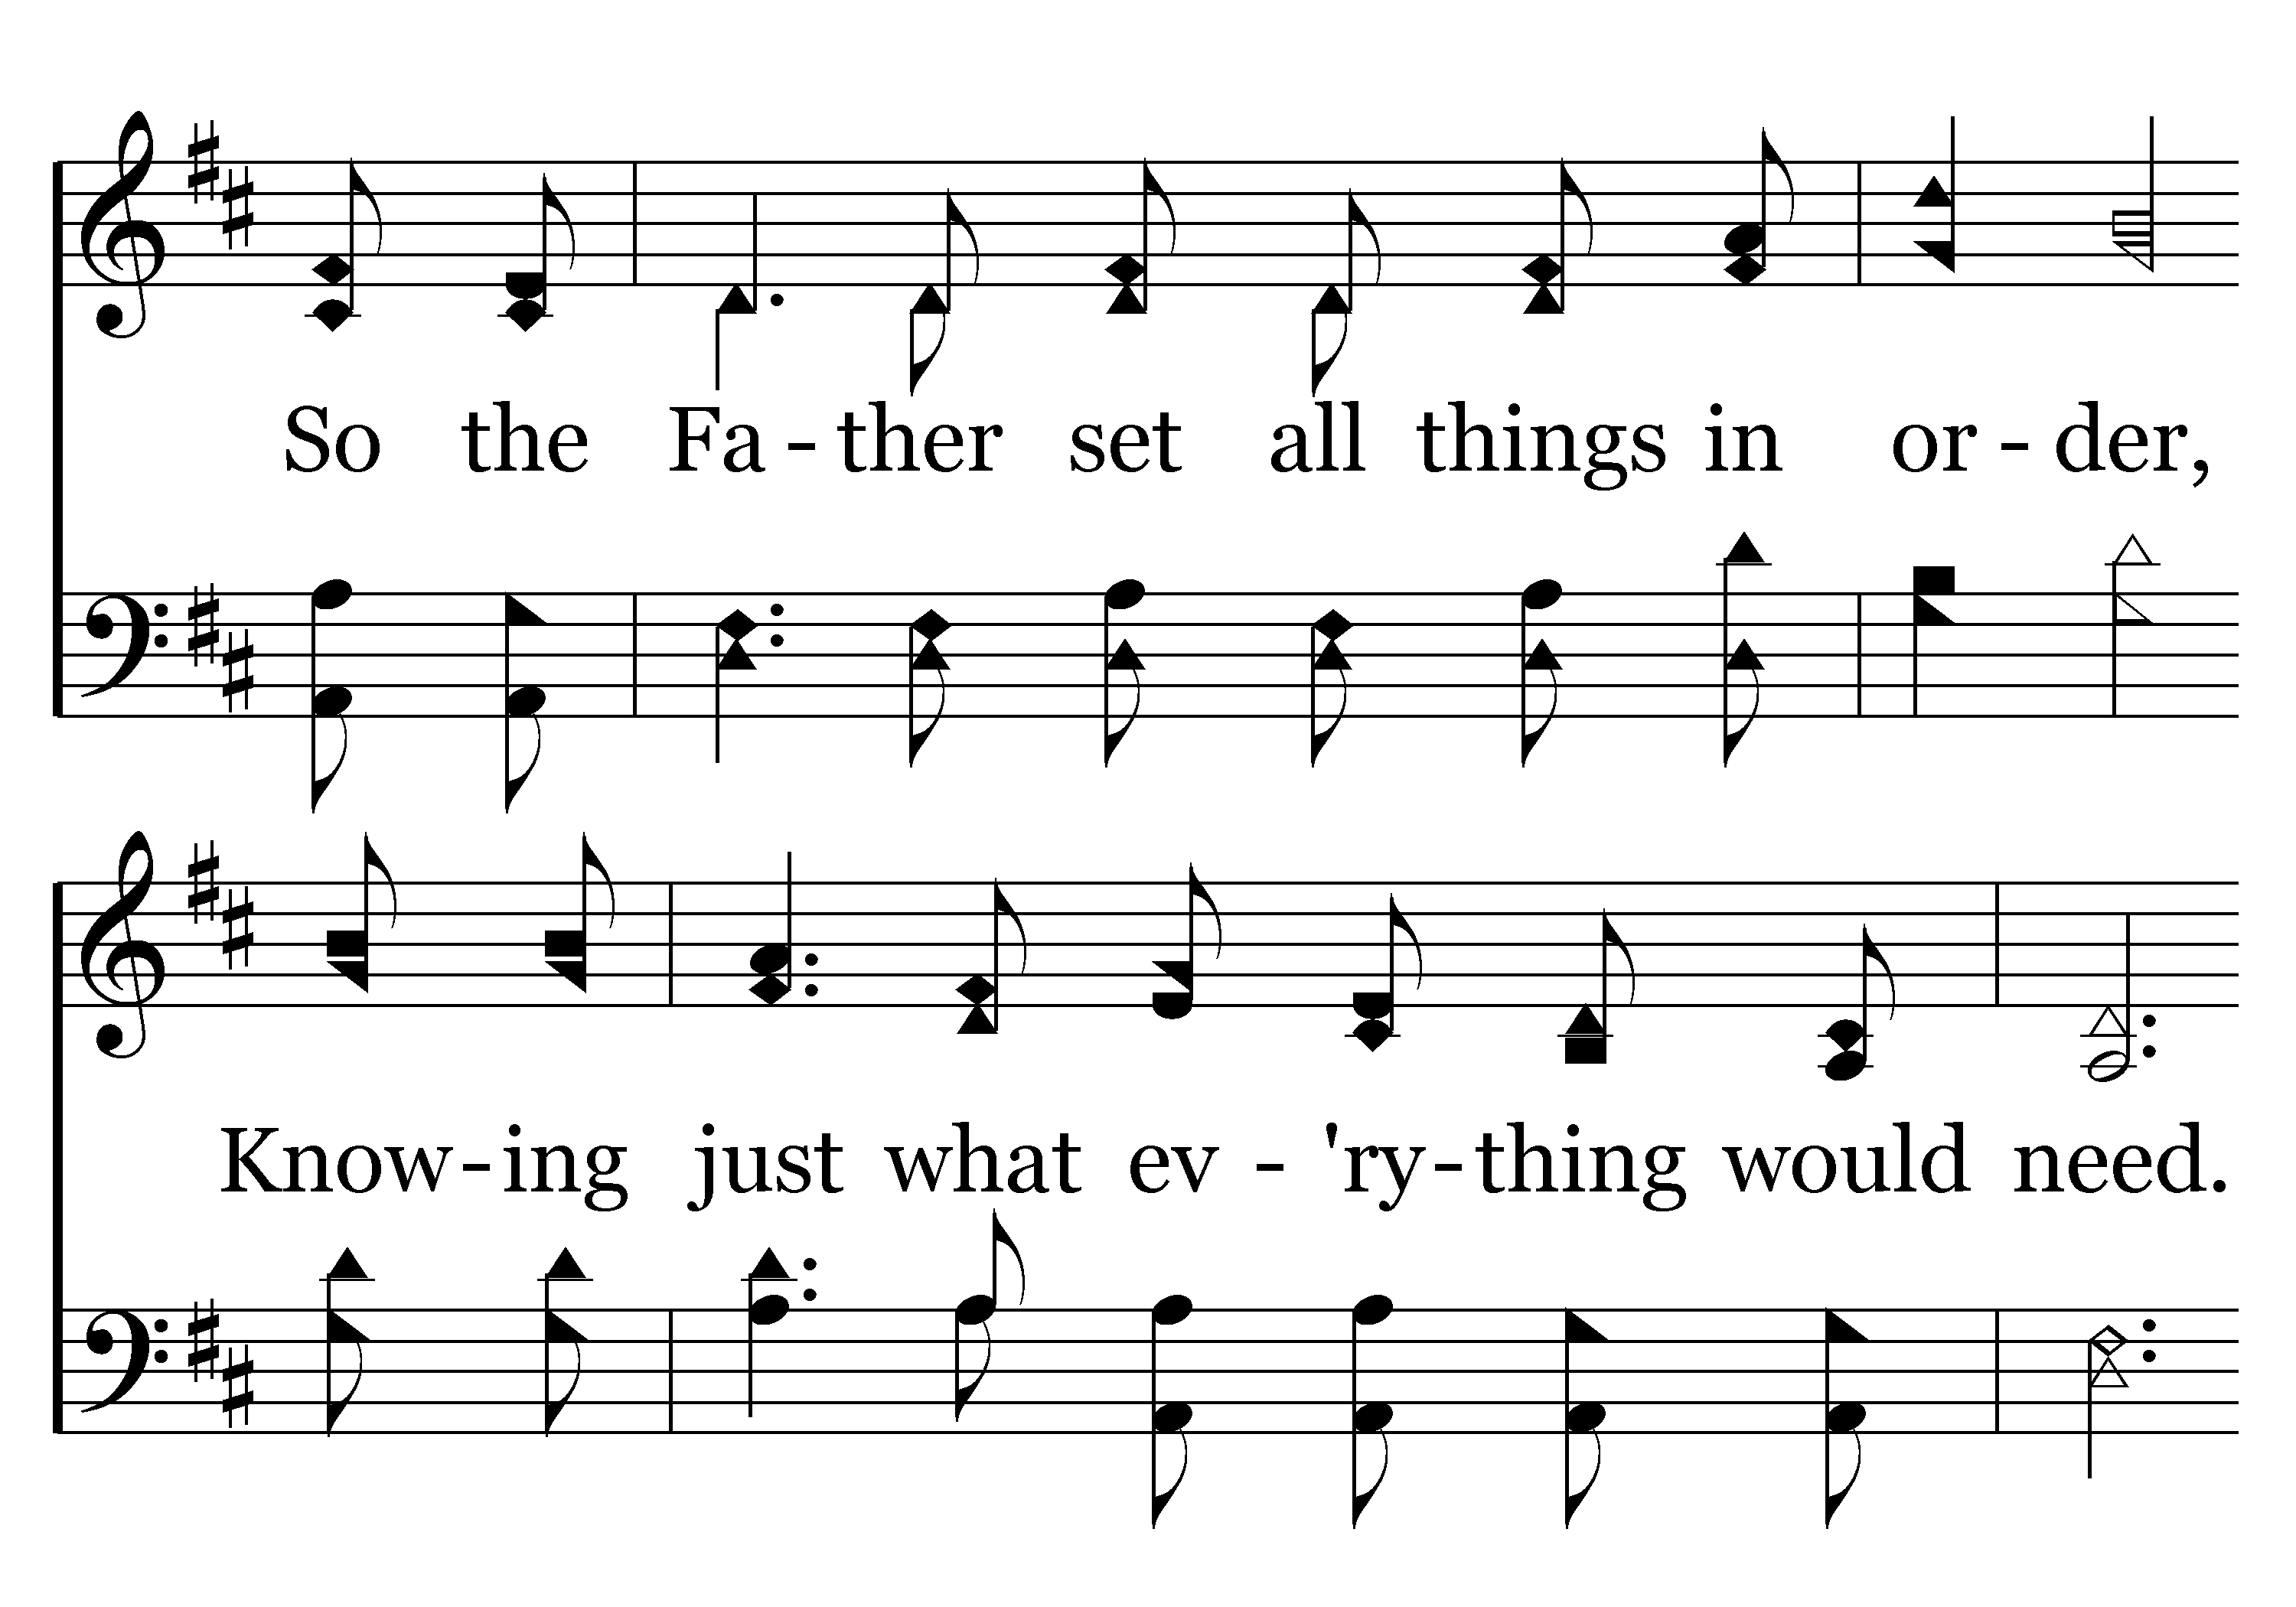 So the Fa - ther set all things in or - der,
Know - ing just what ev - 'ry - thing would need.